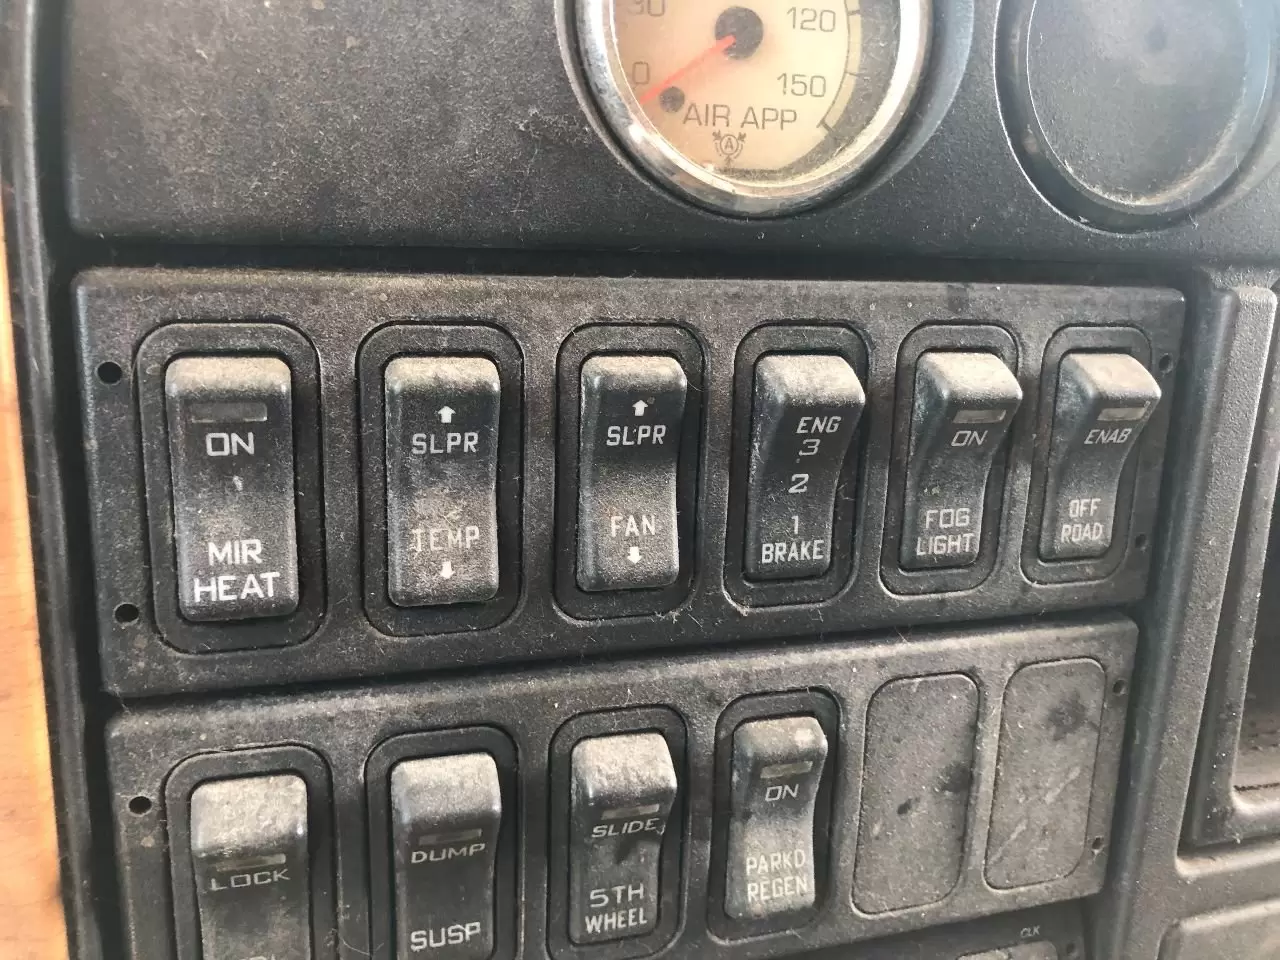 90
120
0
150
AIR APP
A
ON
MIR
HEAT
SLPR
TEMP
SLPR
FAN
ENG
3
2
1
BRAKE
ON
FOG
LIGHT
ENAB
OFF
ROAD
LOCK
DUMP
SUSP
SLIDE
5TH
WHEEL
ON
PARKD
REGEN
CLK